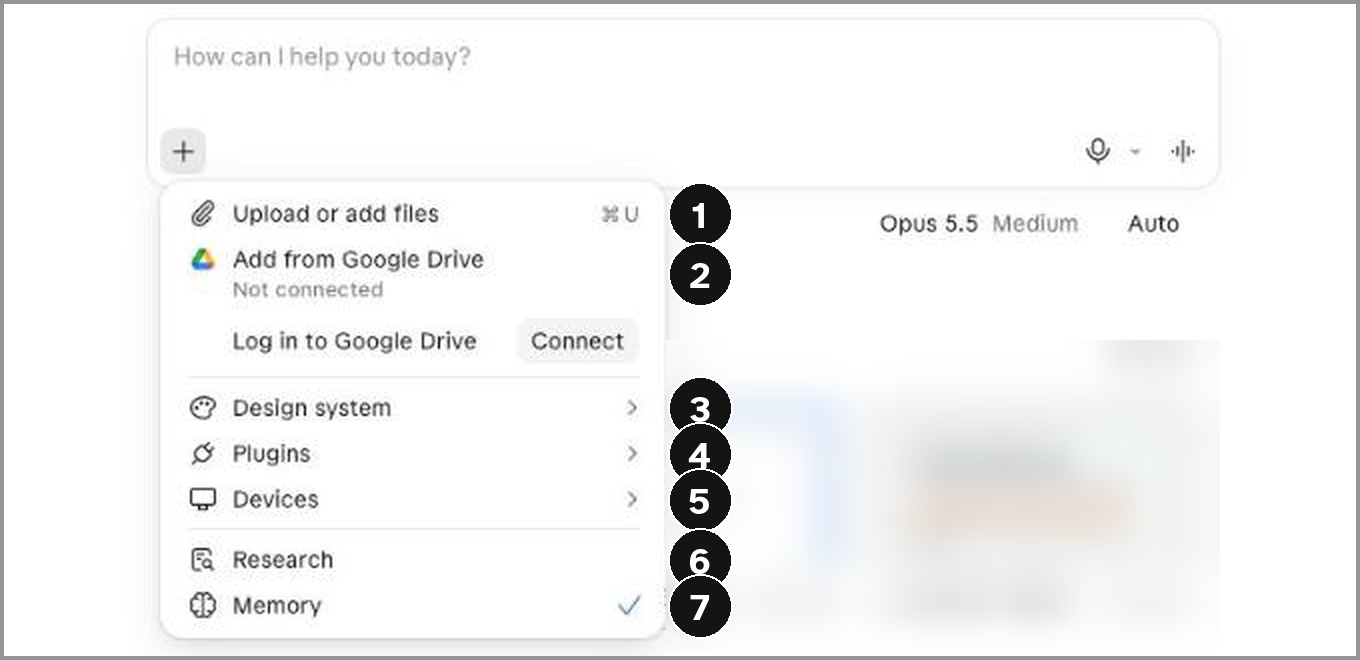 How can I help you today?
Upload or add files ⌘ U 1
Opus 5.5 Medium Auto
Add from Google Drive 2
Not connected
Log in to Google Drive Connect
Design system 3
Plugins 4
Devices 5
Research 6
Memory 7